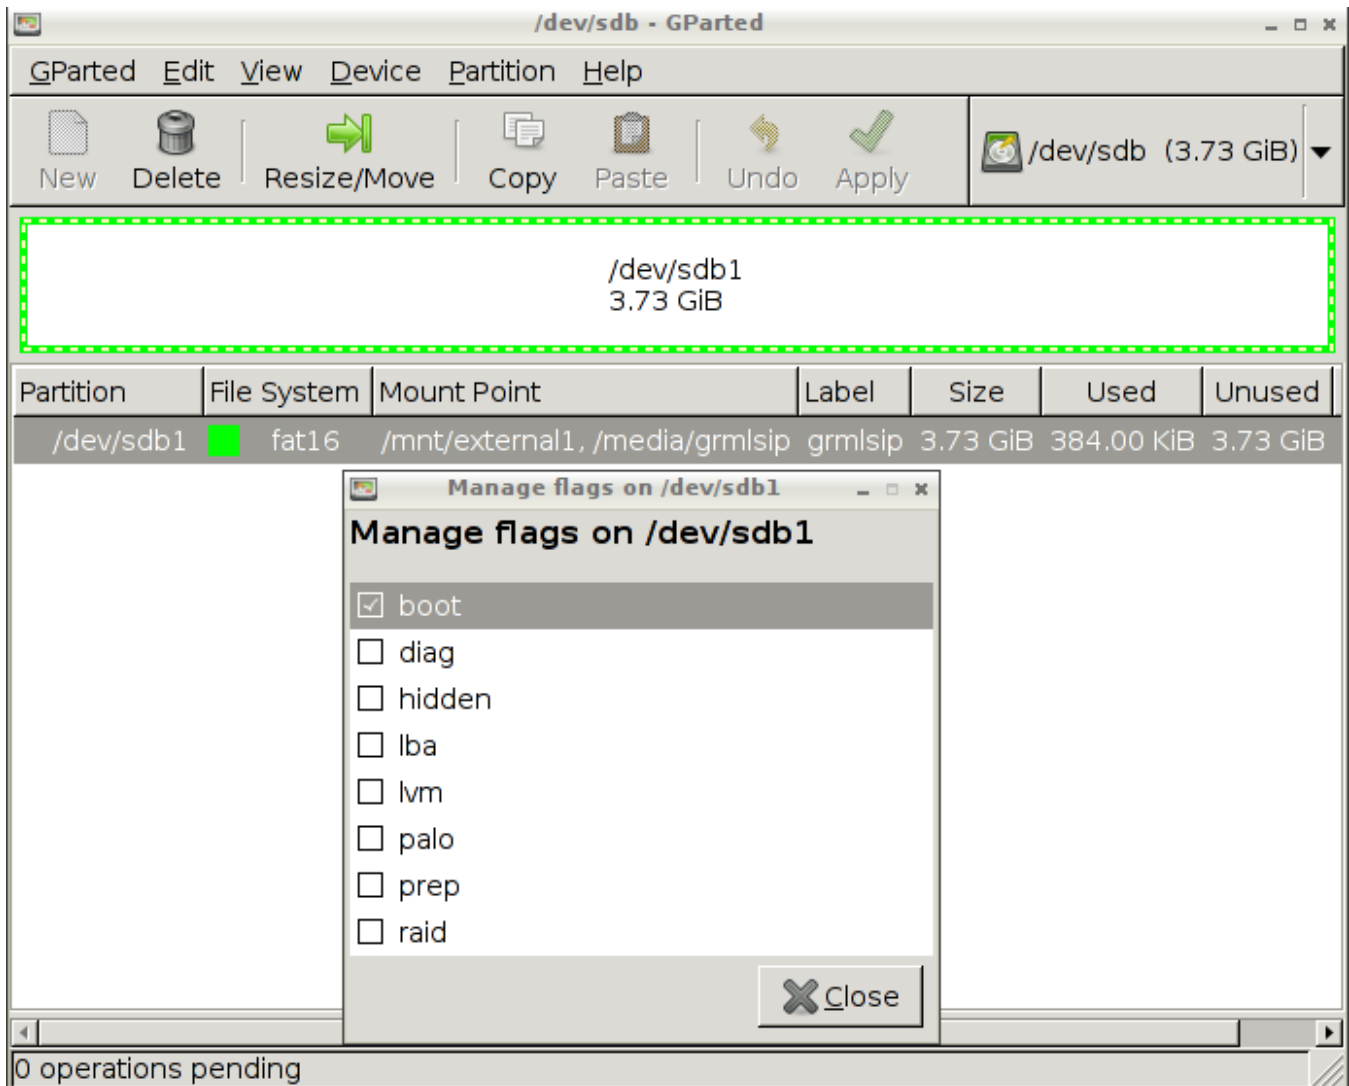 /dev/sdb - GParted
GParted Edit View Device Partition Help
New Delete Resize/Move Copy Paste Undo Apply /dev/sdb (3.73 GiB)
/dev/sdb1
3.73 GiB
Partition File System Mount Point Label Size Used Unused
/dev/sdb1 fat16 /mnt/external1, /media/grmlsip grmlsip 3.73 GiB 384.00 KiB 3.73 GiB
Manage flags on /dev/sdb1
Manage flags on /dev/sdb1
boot
diag
hidden
lba
lvm
palo
prep
raid
Close
0 operations pending